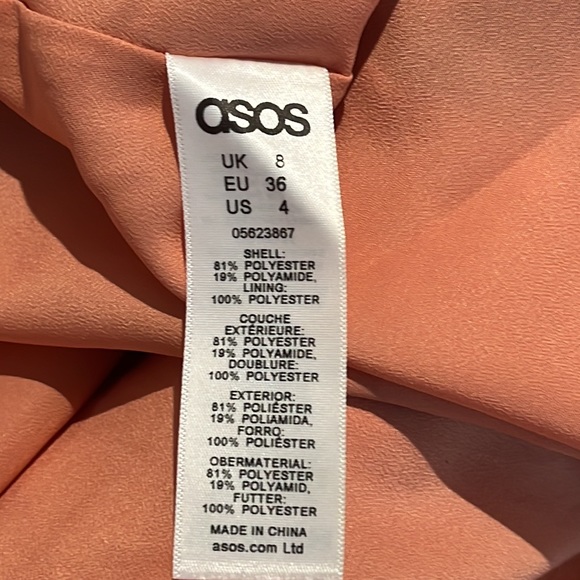 asos
UK 8
EU 36
US 4
05623867
SHELL:
81% POLYESTER
19% POLYAMIDE,
LINING:
100% POLYESTER
COUCHE
EXTÉRIEURE:
81% POLYESTER
19% POLYAMIDE,
DOUBLURE:
100% POLYESTER
EXTERIOR:
81% POLIÉSTER
19% POLIAMIDA,
FORRO:
100% POLIÉSTER
OBERMATERIAL:
81% POLYESTER
19% POLYAMID,
FUTTER:
100% POLYESTER
MADE IN CHINA
asos.com Ltd